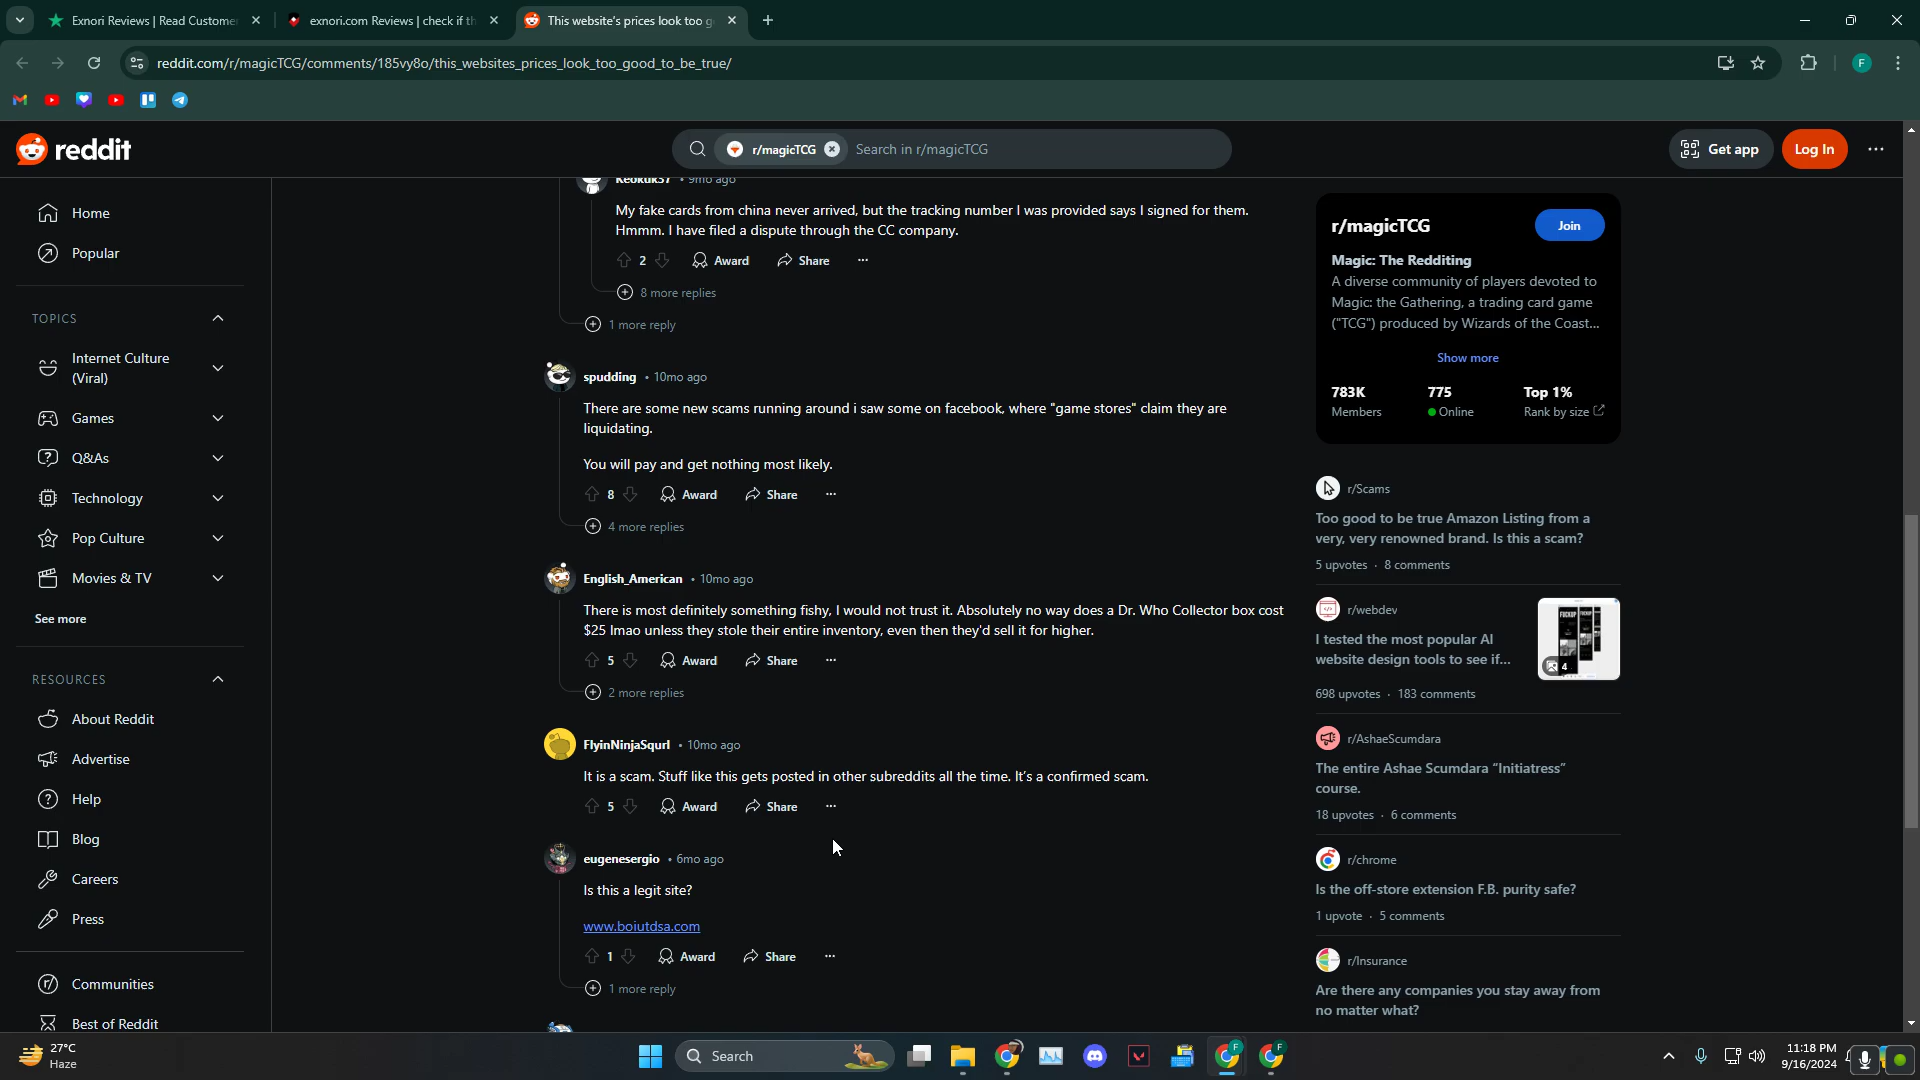 Exnori Reviews | Read Custome
exnori.com Reviews | check if th
This website's prices look too g
reddit.com/r/magicTCG/comments/185vy8o/this_websites_prices_look_too_good_to_be_true/
F
reddit
r/magicTCG
Search in r/magicTCG
Get app
Log In
Home
Popular
TOPICS
Internet Culture
(Viral)
Games
Q&As
Technology
Pop Culture
Movies & TV
See more
RESOURCES
About Reddit
Advertise
Help
Blog
Careers
Press
Communities
Best of Reddit
Keokuk37 • 9mo ago
My fake cards from china never arrived, but the tracking number I was provided says I signed for them.
Hmmm. I have filed a dispute through the CC company.
2 Award Share
8 more replies
1 more reply
spudding • 10mo ago
There are some new scams running around i saw some on facebook, where "game stores" claim they are
liquidating.
You will pay and get nothing most likely.
8 Award Share
4 more replies
English_American • 10mo ago
There is most definitely something fishy, I would not trust it. Absolutely no way does a Dr. Who Collector box cost
$25 lmao unless they stole their entire inventory, even then they'd sell it for higher.
5 Award Share
2 more replies
FlyinNinjaSqurl • 10mo ago
It is a scam. Stuff like this gets posted in other subreddits all the time. It's a confirmed scam.
5 Award Share
eugenesergio • 6mo ago
Is this a legit site?
www.boiutdsa.com
1 Award Share
1 more reply
r/magicTCG
Join
Magic: The Redditing
A diverse community of players devoted to
Magic: the Gathering, a trading card game
("TCG") produced by Wizards of the Coast...
Show more
783K 775 Top 1%
Members Online Rank by size
r/Scams
Too good to be true Amazon Listing from a
very, very renowned brand. Is this a scam?
5 upvotes · 8 comments
r/webdev
I tested the most popular AI
website design tools to see if...
4
698 upvotes · 183 comments
r/AshaeScumdara
The entire Ashae Scumdara "Initiatress"
course.
18 upvotes · 6 comments
r/chrome
Is the off-store extension F.B. purity safe?
1 upvote · 5 comments
r/Insurance
Are there any companies you stay away from
no matter what?
27°C
Haze
Search
F
F
11:18 PM
9/16/2024